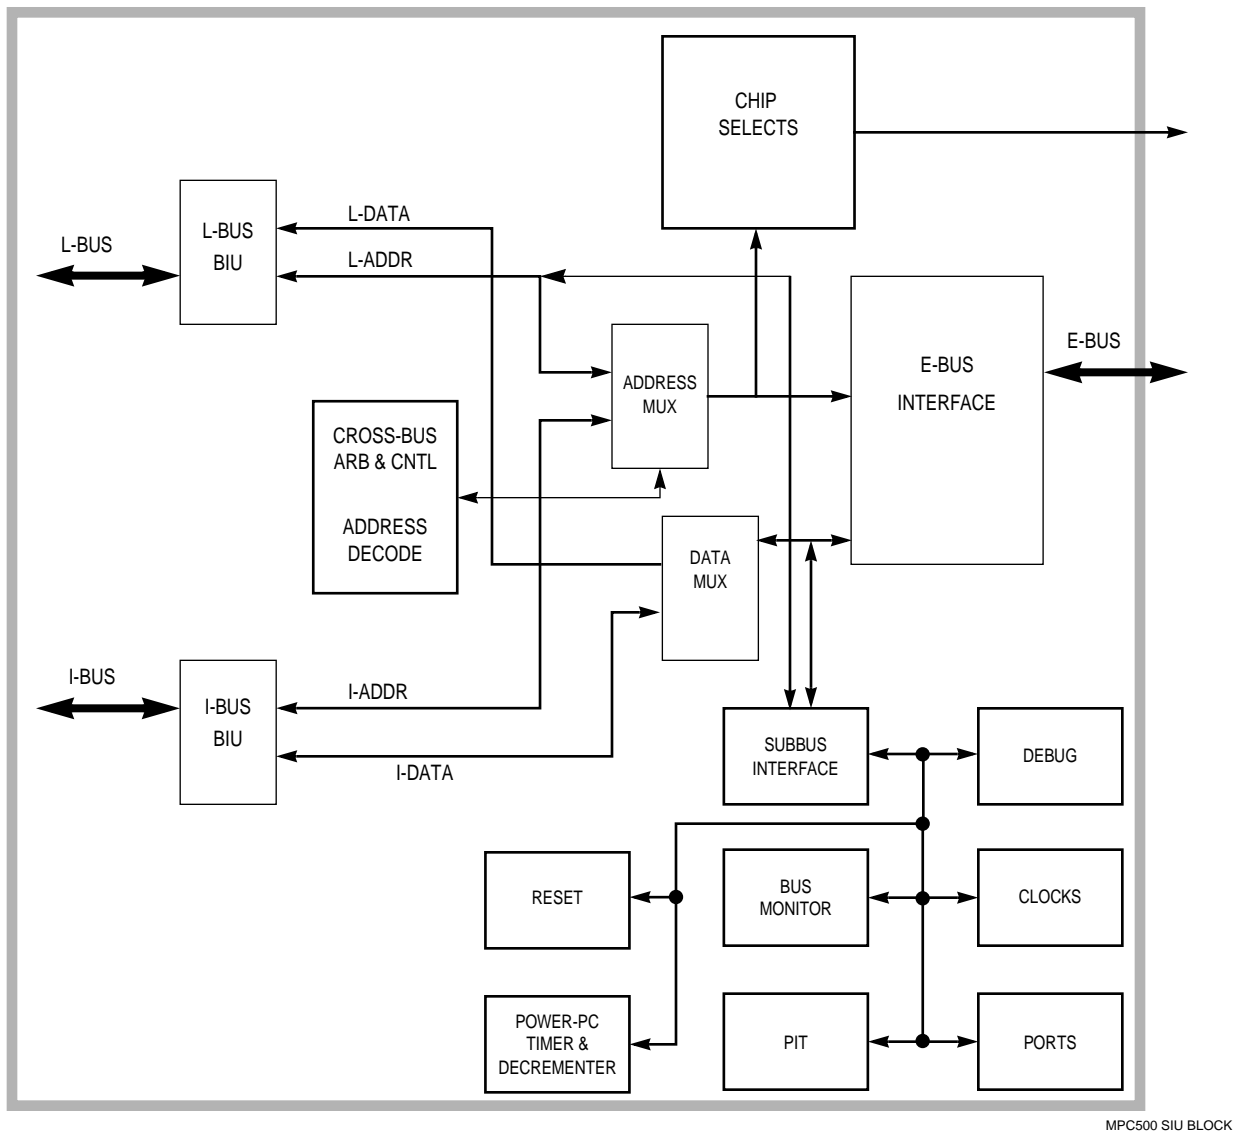 CHIP
SELECTS
L-DATA
L-BUS
L-BUS
BIU
L-ADDR
E-BUS
E-BUS
INTERFACE
ADDRESS
MUX
CROSS-BUS
ARB & CNTL
ADDRESS
DECODE
DATA
MUX
I-BUS
I-ADDR
I-BUS
BIU
I-DATA
SUBBUS
INTERFACE
DEBUG
RESET
BUS
MONITOR
CLOCKS
POWER-PC
TIMER &
DECREMENTER
PIT
PORTS
MPC500 SIU BLOCK